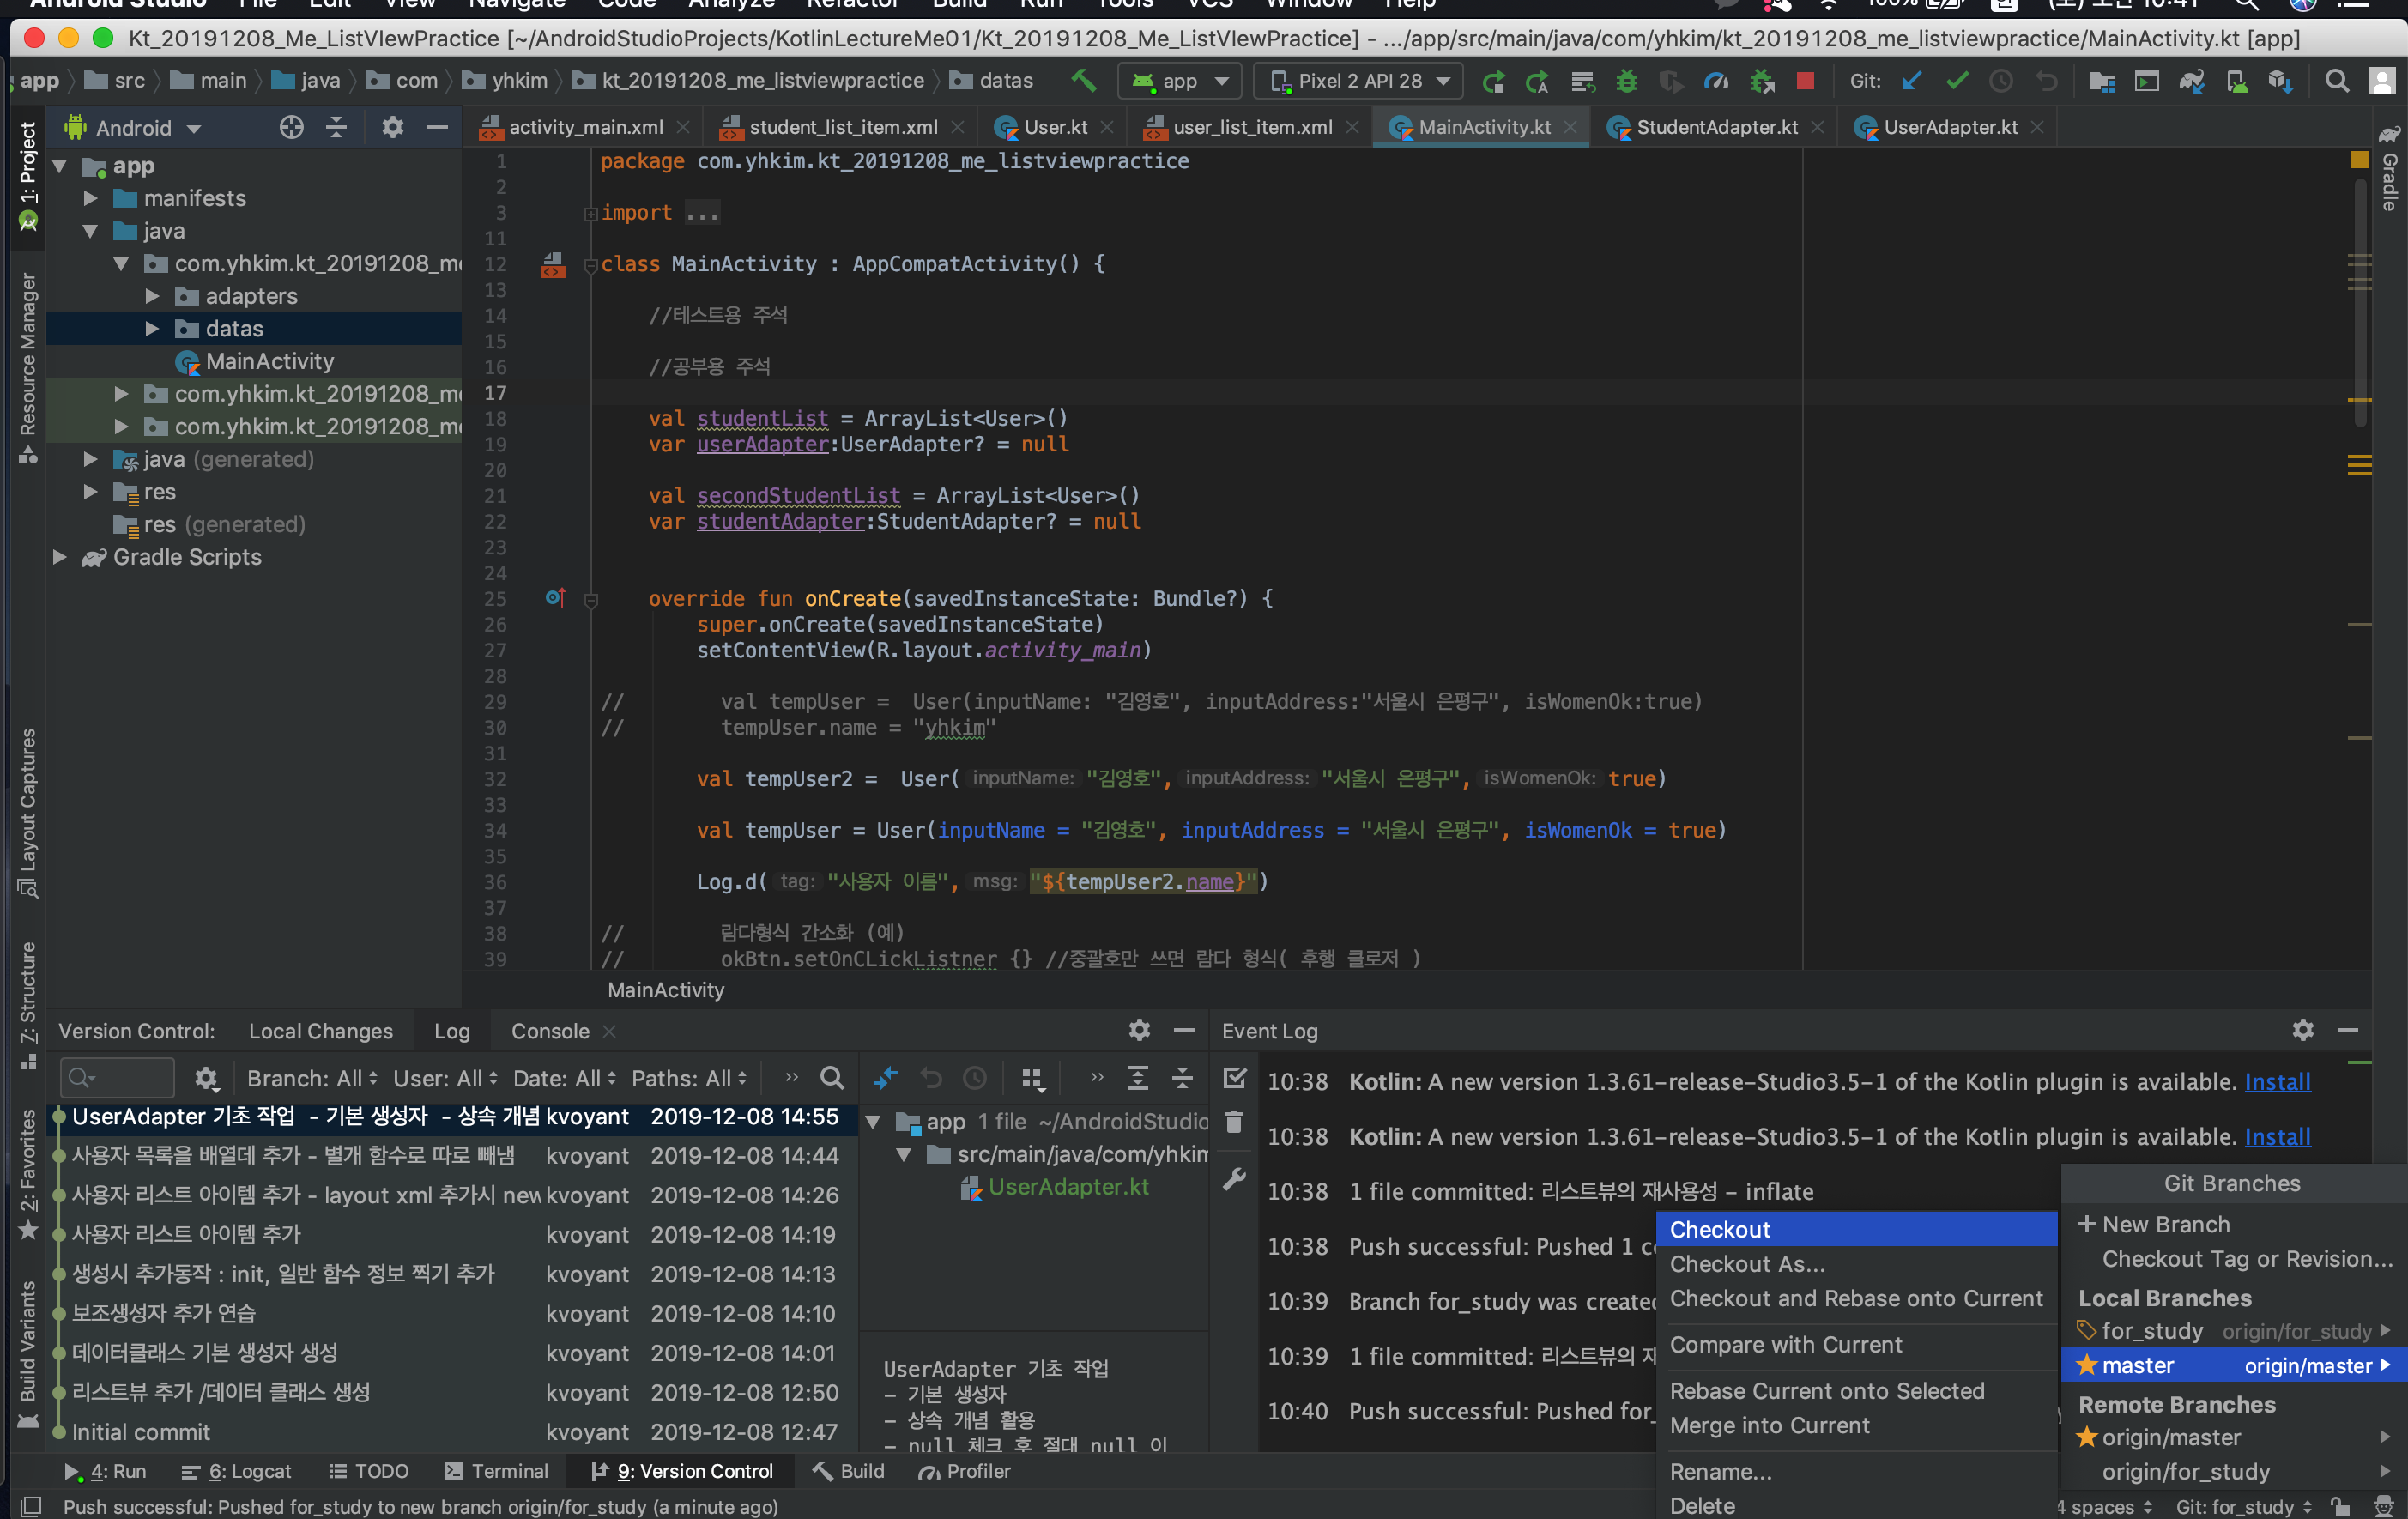 Android Studio File Edit View Navigate Code Analyze Refactor Build Run Tools VCS Window Help 100%
Kt_20191208_Me_ListVIewPractice [~/AndroidStudioProjects/KotlinLectureMe01/Kt_20191208_Me_ListVIewPractice] - .../app/src/main/java/com/yhkim/kt_20191208_me_listviewpractice/MainActivity.kt [app]
app src main java com yhkim kt_20191208_me_listviewpractice datas app Pixel 2 API 28 Git:
Android activity_main.xml student_list_item.xml User.kt user_list_item.xml MainActivity.kt StudentAdapter.kt UserAdapter.kt
1: Project
Resource Manager
Layout Captures
7: Structure
2: Favorites
Build Variants
Gradle
app
manifests
java
com.yhkim.kt_20191208_me
adapters
datas
MainActivity
com.yhkim.kt_20191208_me
com.yhkim.kt_20191208_me
java (generated)
res
res (generated)
Gradle Scripts
1 package com.yhkim.kt_20191208_me_listviewpractice
2
3 import ...
11
12 class MainActivity : AppCompatActivity() {
13
14 //테스트용 주석
15
16 //공부용 주석
17
18 val studentList = ArrayList<User>()
19 var userAdapter:UserAdapter? = null
20
21 val secondStudentList = ArrayList<User>()
22 var studentAdapter:StudentAdapter? = null
23
24
25 override fun onCreate(savedInstanceState: Bundle?) {
26 super.onCreate(savedInstanceState)
27 setContentView(R.layout.activity_main)
28
29 // val tempUser = User(inputName: "김영호", inputAddress:"서울시 은평구", isWomenOk:true)
30 // tempUser.name = "yhkim"
31
32 val tempUser2 = User( inputName: "김영호", inputAddress: "서울시 은평구", isWomenOk: true)
33
34 val tempUser = User(inputName = "김영호", inputAddress = "서울시 은평구", isWomenOk = true)
35
36 Log.d( tag: "사용자 이름", msg: "${tempUser2.name}")
37
38 // 람다형식 간소화 (예)
39 // okBtn.setOnCLickListner {} //중괄호만 쓰면 람다 형식( 후행 클로저 )
MainActivity
Version Control: Local Changes Log Console
Branch: All User: All Date: All Paths: All
UserAdapter 기초 작업 - 기본 생성자 - 상속 개념 kvoyant 2019-12-08 14:55
사용자 목록을 배열데 추가 - 별개 함수로 따로 빼냄 kvoyant 2019-12-08 14:44
사용자 리스트 아이템 추가 - layout xml 추가시 new kvoyant 2019-12-08 14:26
사용자 리스트 아이템 추가 kvoyant 2019-12-08 14:19
생성시 추가동작 : init, 일반 함수 정보 찍기 추가 kvoyant 2019-12-08 14:13
보조생성자 추가 연습 kvoyant 2019-12-08 14:10
데이터클래스 기본 생성자 생성 kvoyant 2019-12-08 14:01
리스트뷰 추가 /데이터 클래스 생성 kvoyant 2019-12-08 12:50
Initial commit kvoyant 2019-12-08 12:47
app 1 file ~/AndroidStudio
src/main/java/com/yhkim
UserAdapter.kt
UserAdapter 기초 작업
- 기본 생성자
- 상속 개념 활용
- null 체크 후 절대 null 이
Event Log
10:38 Kotlin: A new version 1.3.61-release-Studio3.5-1 of the Kotlin plugin is available. Install
10:38 Kotlin: A new version 1.3.61-release-Studio3.5-1 of the Kotlin plugin is available. Install
10:38 1 file committed: 리스트뷰의 재사용성 - inflate
10:38 Push successful: Pushed 1 c
10:39 Branch for_study was created
10:39 1 file committed: 리스트뷰의 재
10:40 Push successful: Pushed for_
Checkout
Checkout As...
Checkout and Rebase onto Current
Compare with Current
Rebase Current onto Selected
Merge into Current
Rename...
Delete
Git Branches
New Branch
Checkout Tag or Revision...
Local Branches
for_study origin/for_study
master origin/master
Remote Branches
origin/master
origin/for_study
4: Run 6: Logcat TODO Terminal 9: Version Control Build Profiler
Push successful: Pushed for_study to new branch origin/for_study (a minute ago) 4 spaces Git: for_study